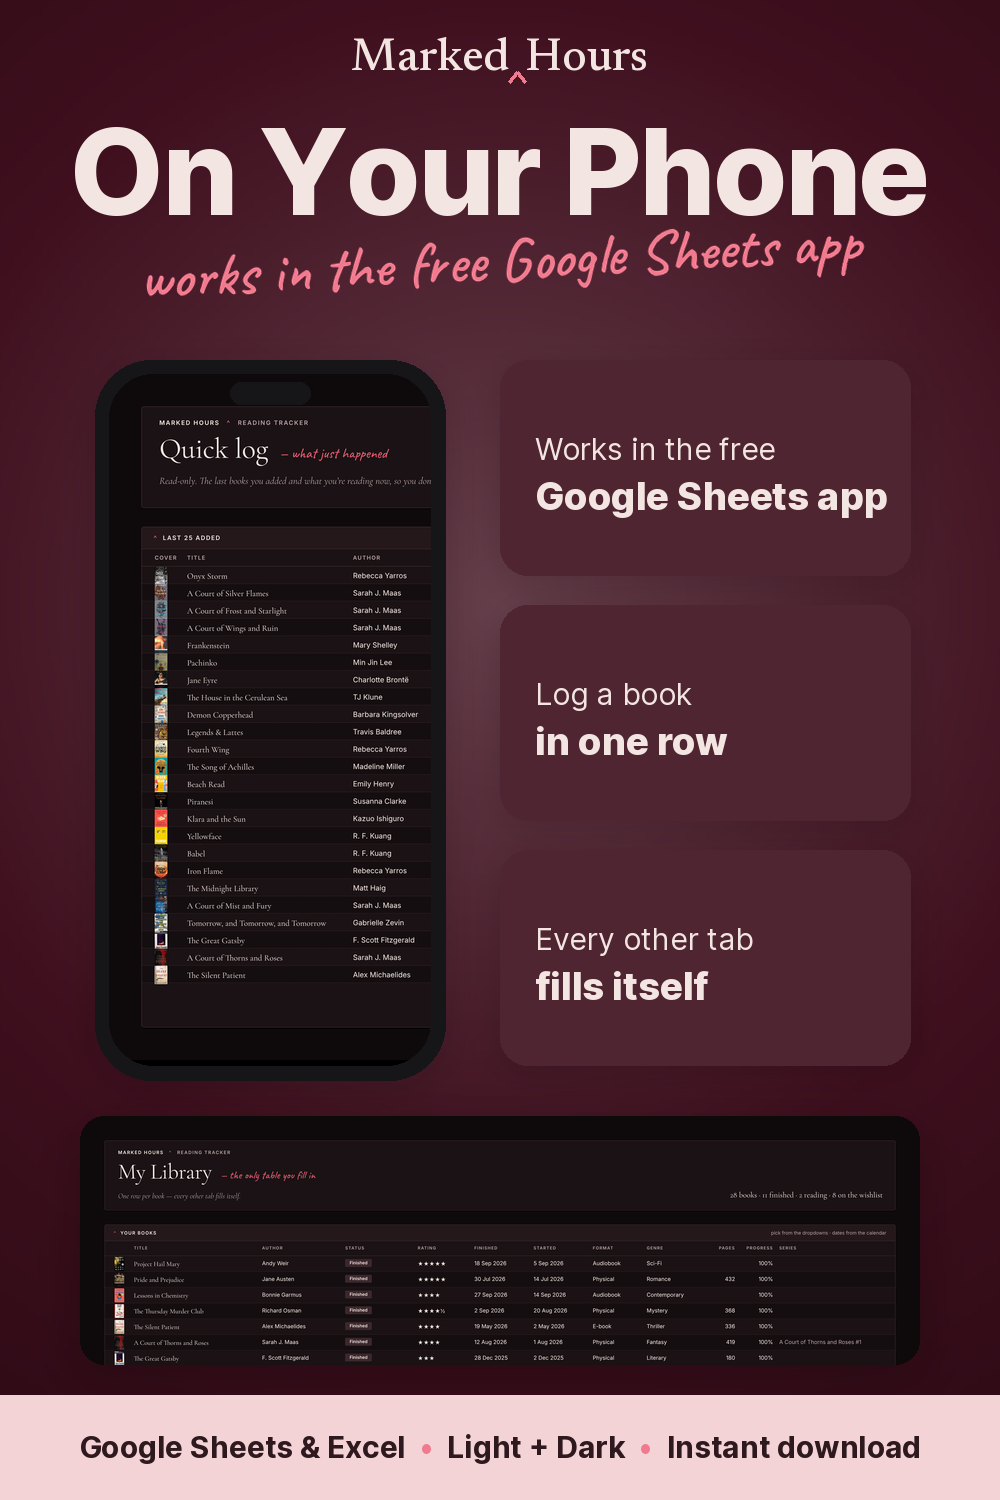 Marked Hours
On Your Phone
works in the free Google Sheets app
MARKED HOURS ^ READING TRACKER
Quick log – what just happened
Read-only. The last books you added and what you're reading now, so you don
LAST 25 ADDED
COVER TITLE AUTHOR
Onyx Storm Rebecca Yarros
A Court of Silver Flames Sarah J. Maas
A Court of Frost and Starlight Sarah J. Maas
A Court of Wings and Ruin Sarah J. Maas
Frankenstein Mary Shelley
Pachinko Min Jin Lee
Jane Eyre Charlotte Brontë
The House in the Cerulean Sea TJ Klune
Demon Copperhead Barbara Kingsolver
Legends & Lattes Travis Baldree
Fourth Wing Rebecca Yarros
The Song of Achilles Madeline Miller
Beach Read Emily Henry
Piranesi Susanna Clarke
Klara and the Sun Kazuo Ishiguro
Yellowface R. F. Kuang
Babel R. F. Kuang
Iron Flame Rebecca Yarros
The Midnight Library Matt Haig
A Court of Mist and Fury Sarah J. Maas
Tomorrow, and Tomorrow, and Tomorrow Gabrielle Zevin
The Great Gatsby F. Scott Fitzgerald
A Court of Thorns and Roses Sarah J. Maas
The Silent Patient Alex Michaelides
Works in the free
Google Sheets app
Log a book
in one row
Every other tab
fills itself
MARKED HOURS ^ READING TRACKER
My Library – the only table you fill in
One row per book — every other tab fills itself.
28 books · 11 finished · 2 reading · 8 on the wishlist
YOUR BOOKS pick from the dropdowns · dates from the calendar
TITLE AUTHOR STATUS RATING FINISHED STARTED FORMAT GENRE PAGES PROGRESS SERIES
Project Hail Mary Andy Weir Finished ★★★★★ 18 Sep 2026 5 Sep 2026 Audiobook Sci-Fi 100%
Pride and Prejudice Jane Austen Finished ★★★★★ 30 Jul 2026 14 Jul 2026 Physical Romance 432 100%
Lessons in Chemistry Bonnie Garmus Finished ★★★★ 27 Sep 2026 14 Sep 2026 Audiobook Contemporary 100%
The Thursday Murder Club Richard Osman Finished ★★★★½ 2 Sep 2026 20 Aug 2026 Physical Mystery 368 100%
The Silent Patient Alex Michaelides Finished ★★★★ 19 May 2026 2 May 2026 E-book Thriller 336 100%
A Court of Thorns and Roses Sarah J. Maas Finished ★★★★ 12 Aug 2026 1 Aug 2026 Physical Fantasy 419 100% A Court of Thorns and Roses #1
The Great Gatsby F. Scott Fitzgerald Finished ★★★ 28 Dec 2025 2 Dec 2025 Physical Literary 180 100%
Google Sheets & Excel • Light + Dark • Instant download